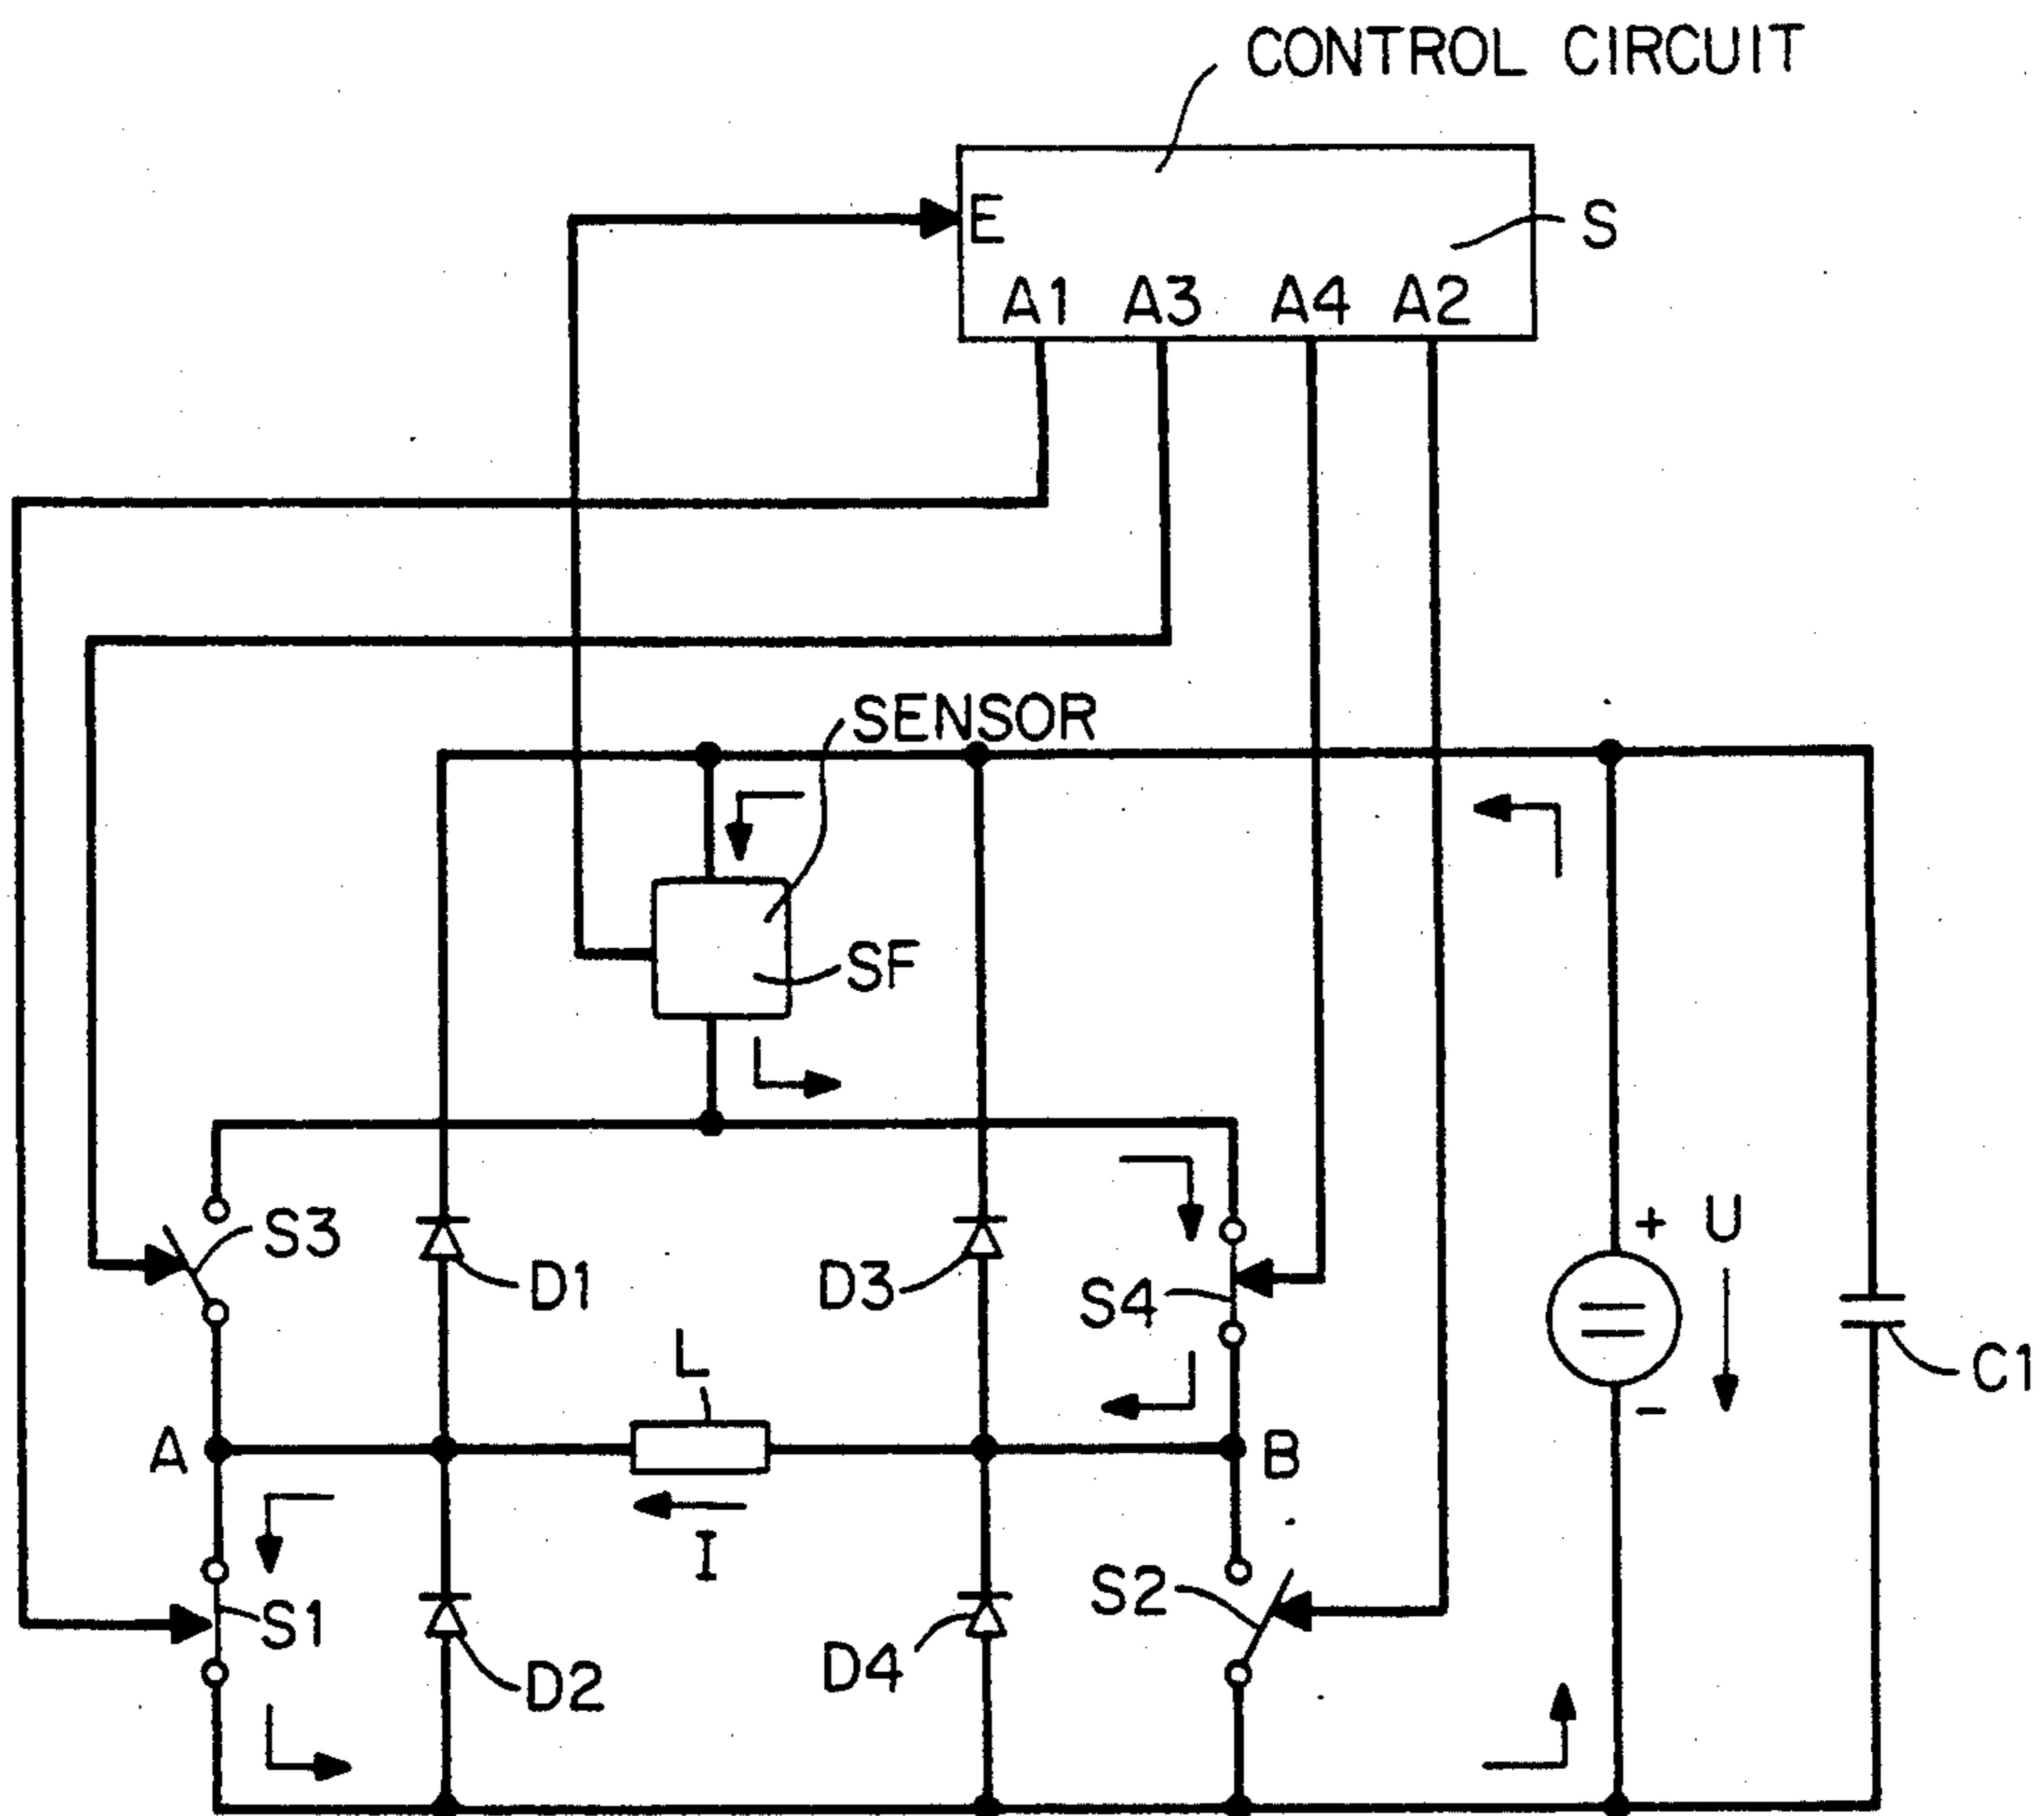 CONTROL CIRCUIT
E
S
A1 A3 A4 A2
SENSOR
SF
S3
D1
D3
S4
+ U
-
C1
L
A
B
I
S1
S2
D2
D4